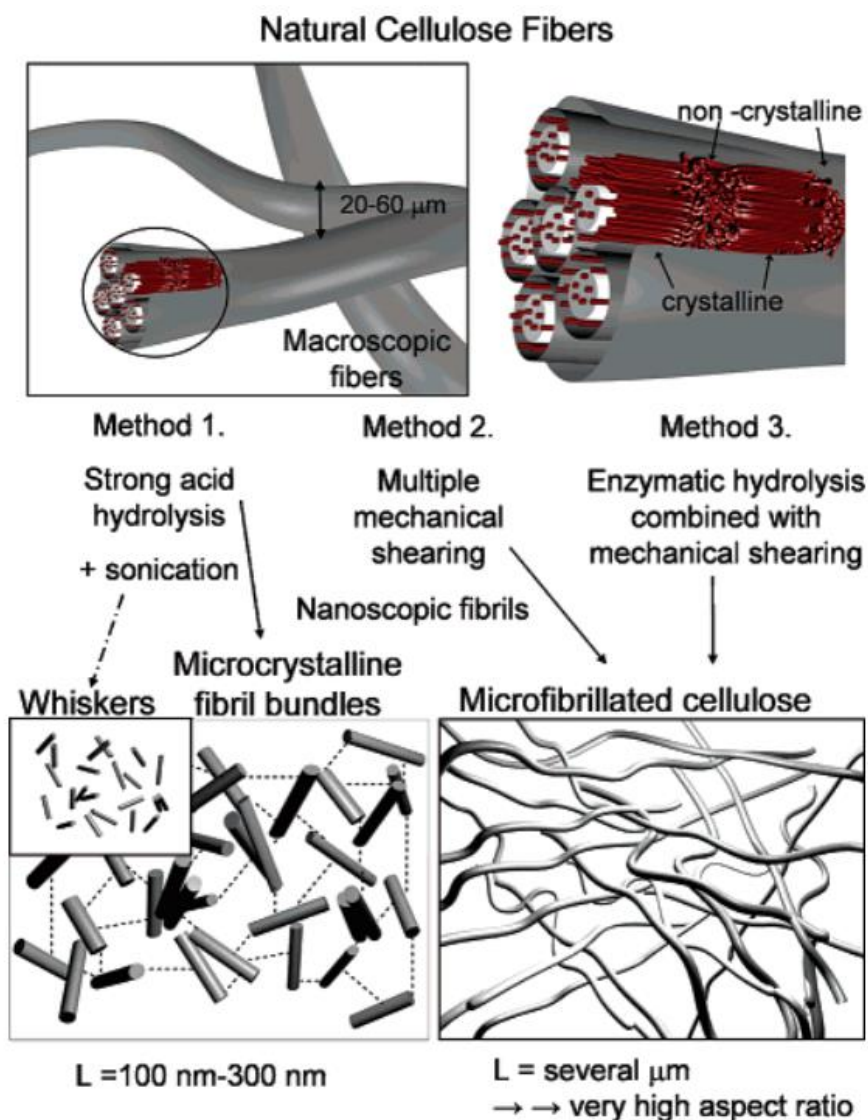 Natural Cellulose Fibers
non -crystalline
20-60 μm
crystalline
Macroscopic
fibers
Method 1.
Method 2.
Method 3.
Strong acid
hydrolysis
Multiple
mechanical
shearing
Enzymatic hydrolysis
combined with
mechanical shearing
+ sonication
Nanoscopic fibrils
Whiskers
Microcrystalline
fibril bundles
Microfibrillated cellulose
L =100 nm-300 nm
L = several μm
→ → very high aspect ratio